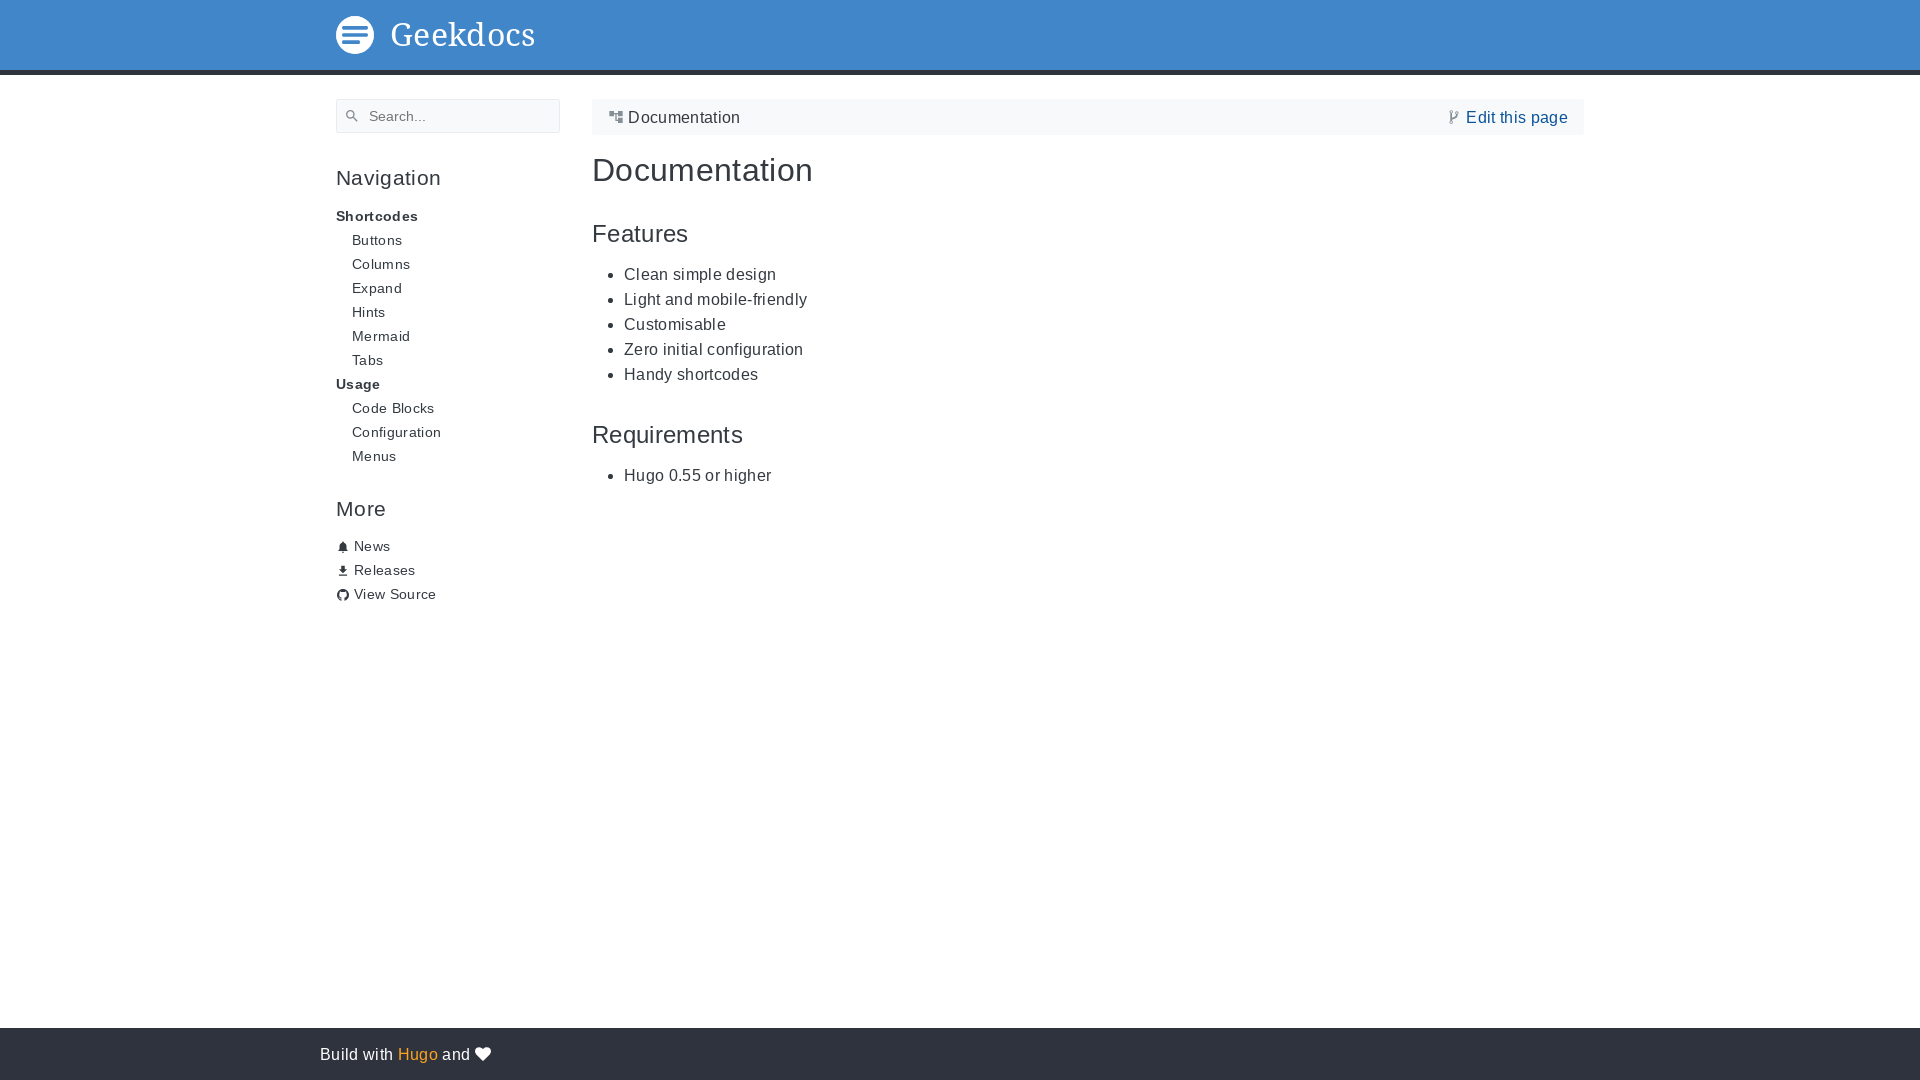 Geekdocs
Search...
Navigation
Shortcodes
Buttons
Columns
Expand
Hints
Mermaid
Tabs
Usage
Code Blocks
Configuration
Menus
More
News
Releases
View Source
Documentation
Edit this page
Documentation
Features
Clean simple design
Light and mobile-friendly
Customisable
Zero initial configuration
Handy shortcodes
Requirements
Hugo 0.55 or higher
Build with Hugo and